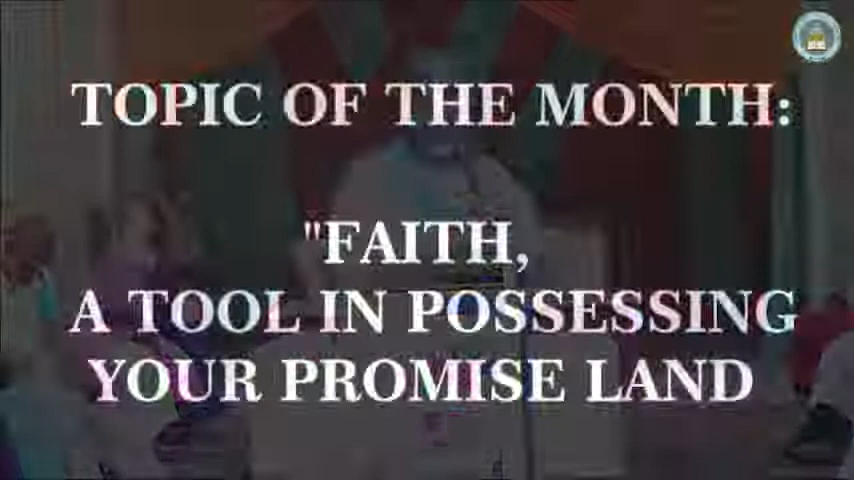 TOPIC OF THE MONTH:
"FAITH,
A TOOL IN POSSESSING
YOUR PROMISE LAND